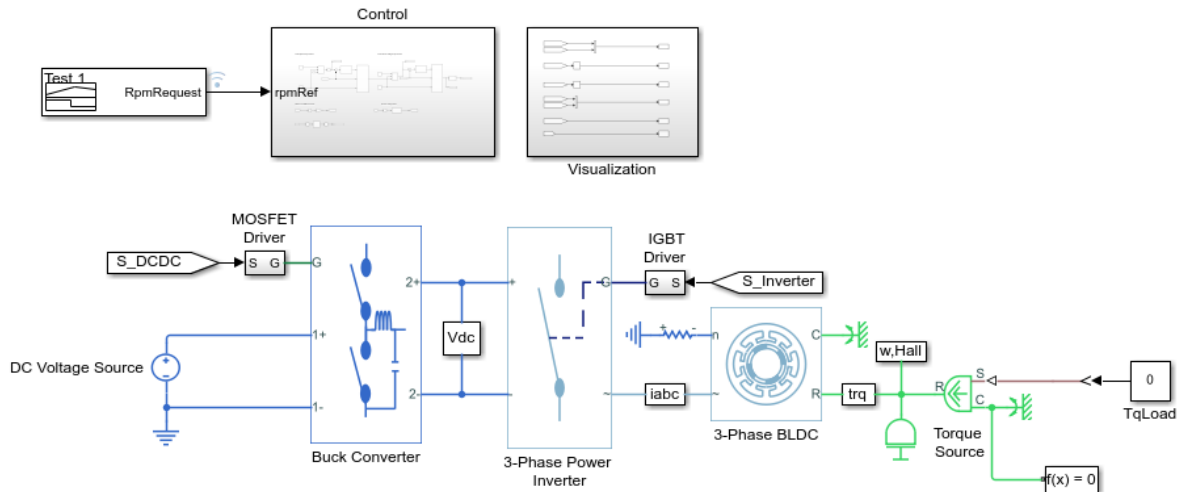 Control
Test 1
RpmRequest
rpmRef
Visualization
MOSFET
Driver
S_DCDC
S G
G
1+
1-
2+
2-
DC Voltage Source
Buck Converter
Vdc
+
-
G
~
3-Phase Power
Inverter
IGBT
Driver
G S
S_Inverter
+ -
n
C
iabc
~
R
3-Phase BLDC
trq
w,Hall
R
S
C
Torque
Source
0
TqLoad
f(x) = 0